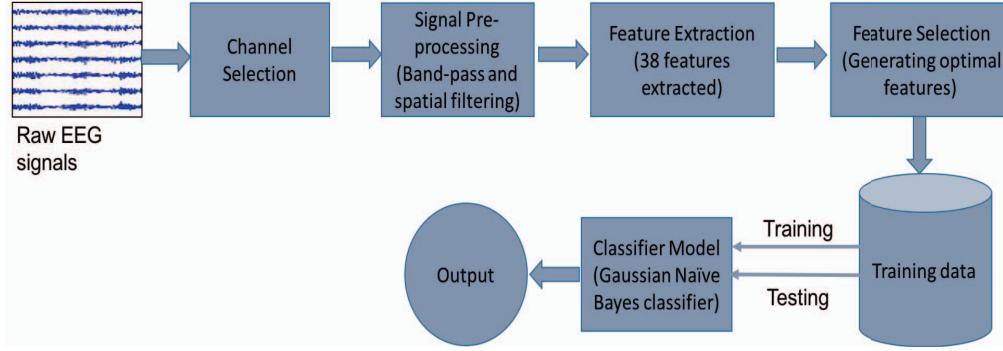 Raw EEG
signals
Channel
Selection
Signal Pre-
processing
(Band-pass and
spatial filtering)
Feature Extraction
(38 features
extracted)
Feature Selection
(Generating optimal
features)
Training data
Training
Testing
Classifier Model
(Gaussian Naïve
Bayes classifier)
Output